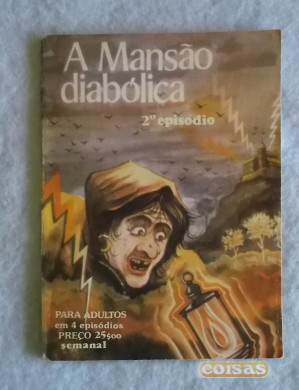 A Mansão
diabólica
2º episódio
PARA ADULTOS
em 4 episódios
PREÇO 25$00
semanal
coisas